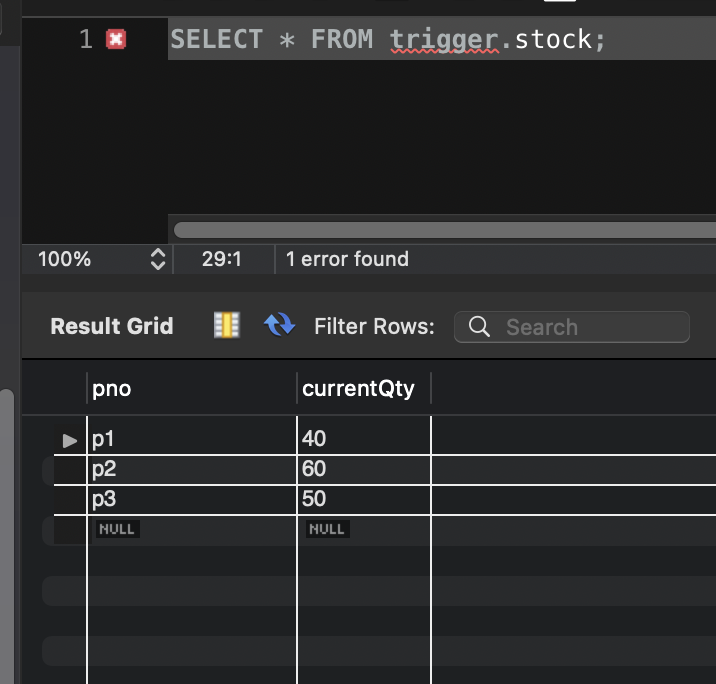 1 SELECT * FROM trigger.stock;
100% 29:1 1 error found
Result Grid Filter Rows: Search
pno currentQty
p1 40
p2 60
p3 50
NULL NULL